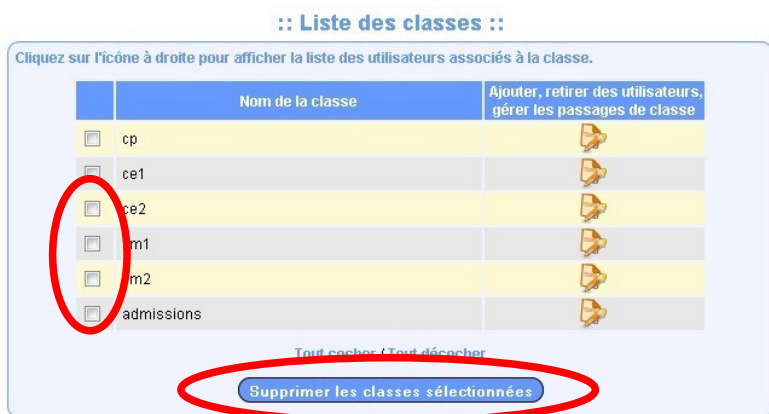 :: Liste des classes ::
Cliquez sur l'icône à droite pour afficher la liste des utilisateurs associés à la classe.
Nom de la classe
Ajouter, retirer des utilisateurs,
gérer les passages de classe
cp
ce1
ce2
cm1
cm2
admissions
Tout cocher / Tout décocher
Supprimer les classes sélectionnées